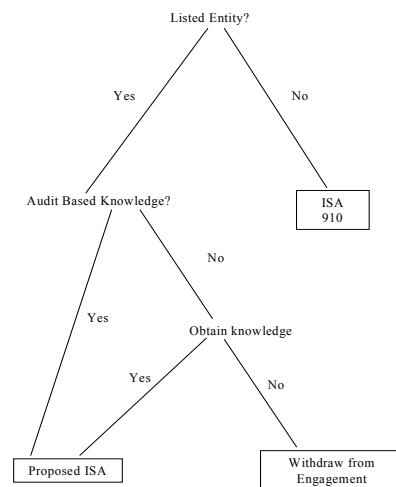 Listed Entity?
Yes
No
Audit Based Knowledge?
ISA
910
No
Yes
Obtain knowledge
Yes
No
Proposed ISA
Withdraw from
Engagement